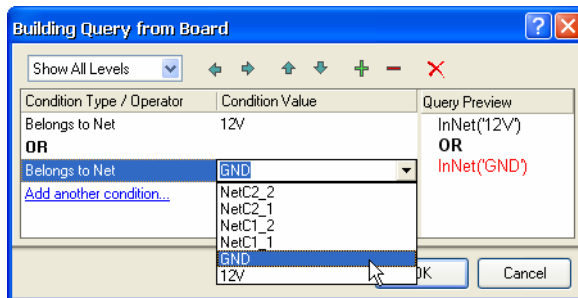 Building Query from Board
Show All Levels
Condition Type / Operator Condition Value Query Preview
Belongs to Net 12V InNet('12V')
OR OR
Belongs to Net GND InNet('GND')
Add another condition...
NetC2_2
NetC2_1
NetC1_2
NetC1_1
GND
12V
Cancel